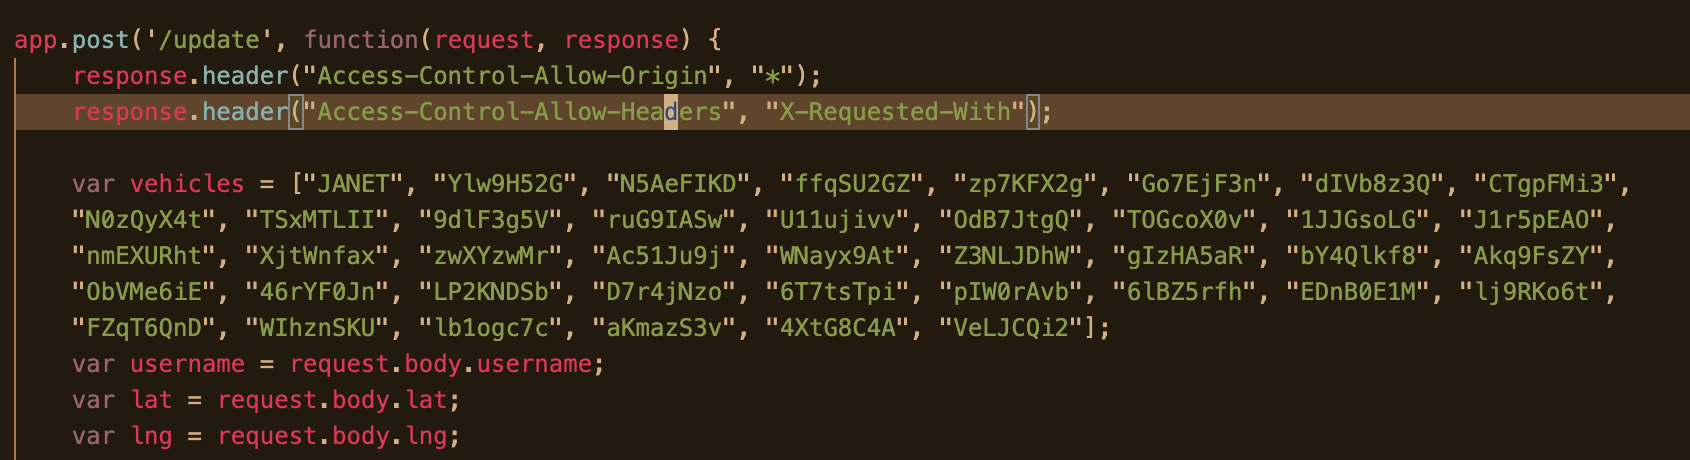 app.post('/update', function(request, response) {
response.header("Access-Control-Allow-Origin", "*");
response.header("Access-Control-Allow-Headers", "X-Requested-With");
var vehicles = ["JANET", "Ylw9H52G", "N5AeFIKD", "ffqSU2GZ", "zp7KFX2g", "Go7EjF3n", "dIVb8z3Q", "CTgpFMi3",
"N0zQyX4t", "TSxMTLII", "9dlF3g5V", "ruG9IASw", "U11ujivv", "OdB7JtgQ", "TOGcoX0v", "1JJGsoLG", "J1r5pEAO",
"nmEXURht", "XjtWnfax", "zwXYzwMr", "Ac51Ju9j", "WNayx9At", "Z3NLJDhW", "gIzHA5aR", "bY4Qlkf8", "Akq9FsZY",
"ObVMe6iE", "46rYF0Jn", "LP2KNDSb", "D7r4jNzo", "6T7tsTpi", "pIW0rAvb", "6lBZ5rfh", "EDnB0E1M", "lj9RKo6t",
"FZqT6QnD", "WIhznSKU", "lb1ogc7c", "aKmazS3v", "4XtG8C4A", "VeLJCQi2"];
var username = request.body.username;
var lat = request.body.lat;
var lng = request.body.lng;